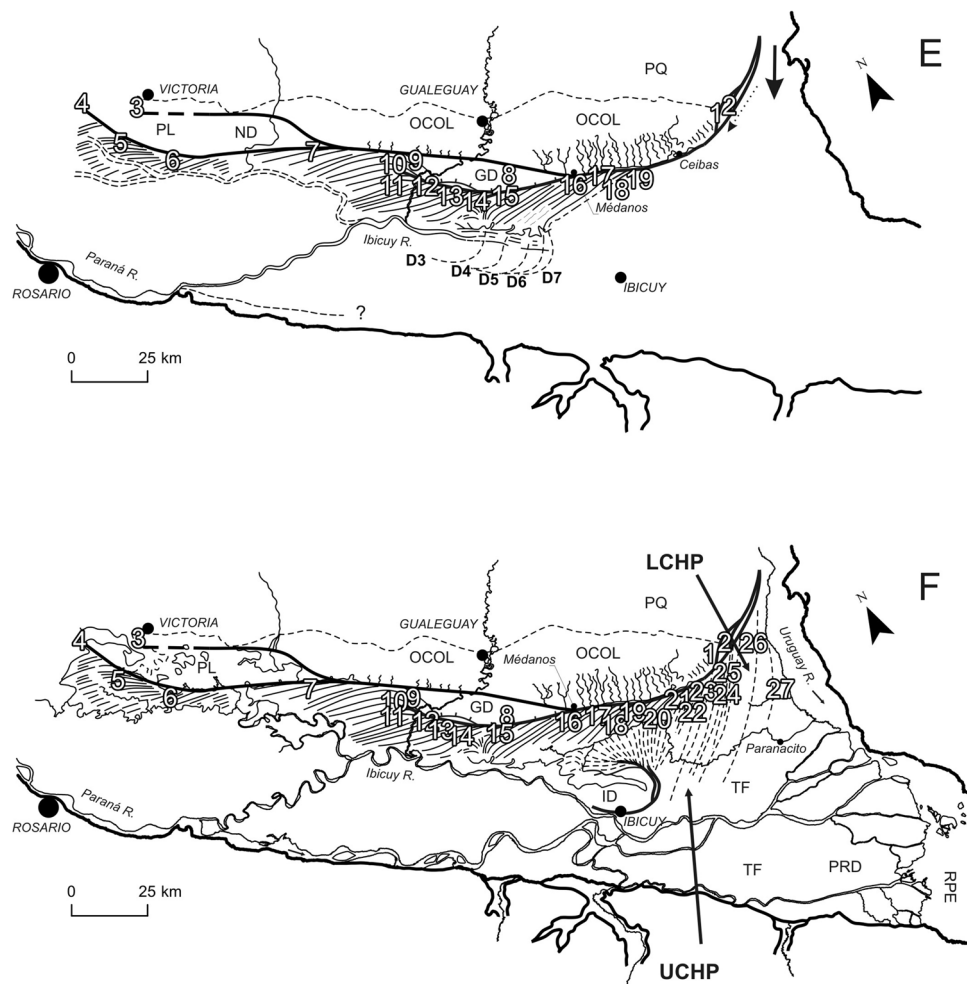 E
N
PQ
VICTORIA
GUALEGUAY
4
3
OCOL
OCOL
1
2
PL
ND
5
6
7
10
9
GD
8
Ceibas
11
12
13
14
15
16
17
18
19
Médanos
Ibicuy R.
D3
D4
D5
D6
D7
Paraná R.
ROSARIO
IBICUY
?
0
25 km
LCHP
F
N
PQ
VICTORIA
GUALEGUAY
4
3
OCOL
Médanos
OCOL
1
2
26
Uruguay R.
PL
5
6
7
25
27
10
9
GD
8
21
23
24
11
12
13
14
15
16
17
18
19
20
22
Paranacito
Ibicuy R.
ID
TF
Paraná R.
ROSARIO
IBICUY
TF
PRD
RPE
0
25 km
UCHP